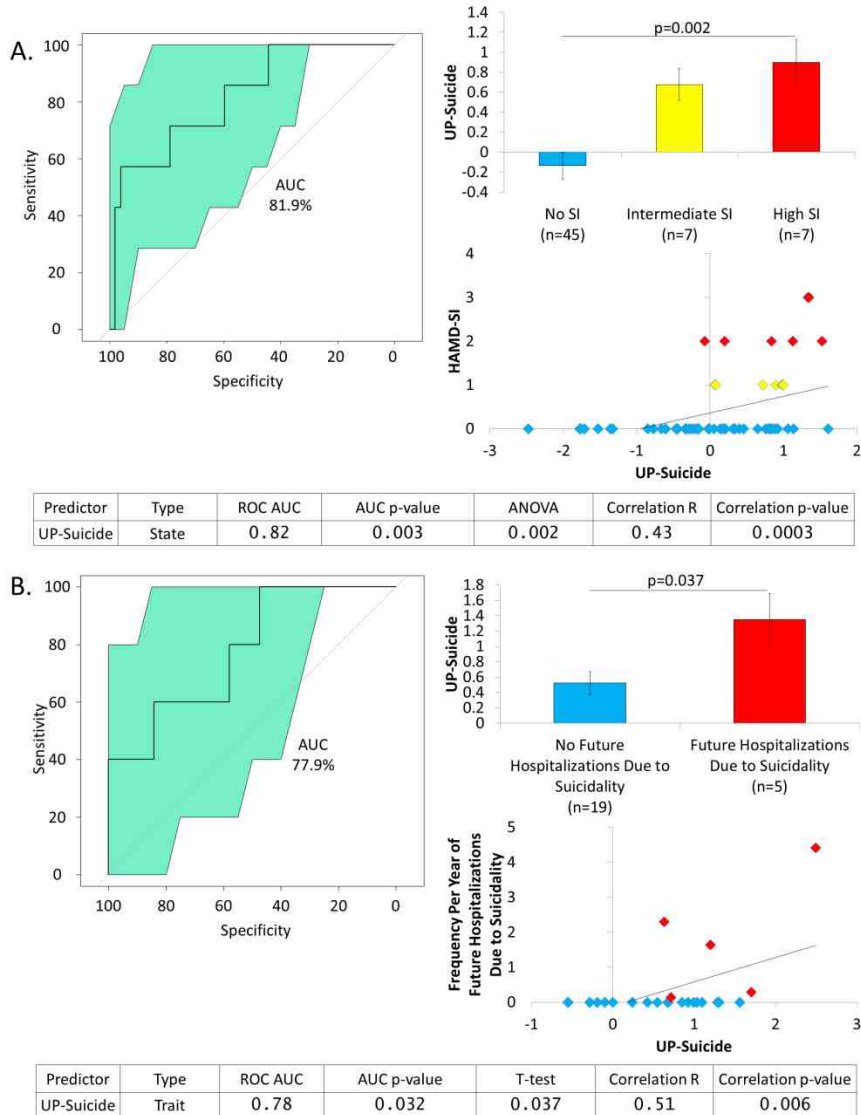 A.
Sensitivity
100
80
60
40
20
0
AUC
81.9%
100 80 60 40 20 0
Specificity
UP-Suicide
1.4
1.2
1
0.8
0.6
0.4
0.2
0
-0.2
-0.4
p=0.002
No SI
(n=45)
Intermediate SI
(n=7)
High SI
(n=7)
HAMD-SI
4
3
2
1
0
-3 -2 -1 0 1 2
UP-Suicide
Predictor Type ROC AUC AUC p-value ANOVA Correlation R Correlation p-value
UP-Suicide State 0.82 0.003 0.002 0.43 0.0003
B.
Sensitivity
100
80
60
40
20
0
AUC
77.9%
100 80 60 40 20 0
Specificity
UP-Suicide
1.8
1.6
1.4
1.2
1
0.8
0.6
0.4
0.2
0
p=0.037
No Future
Hospitalizations Due to
Suicidality
(n=19)
Future Hospitalizations
Due to Suicidality
(n=5)
Frequency Per Year of
Future Hospitalizations
Due to Suicidality
5
4
3
2
1
0
-1 0 1 2 3
UP-Suicide
Predictor Type ROC AUC AUC p-value T-test Correlation R Correlation p-value
UP-Suicide Trait 0.78 0.032 0.037 0.51 0.006